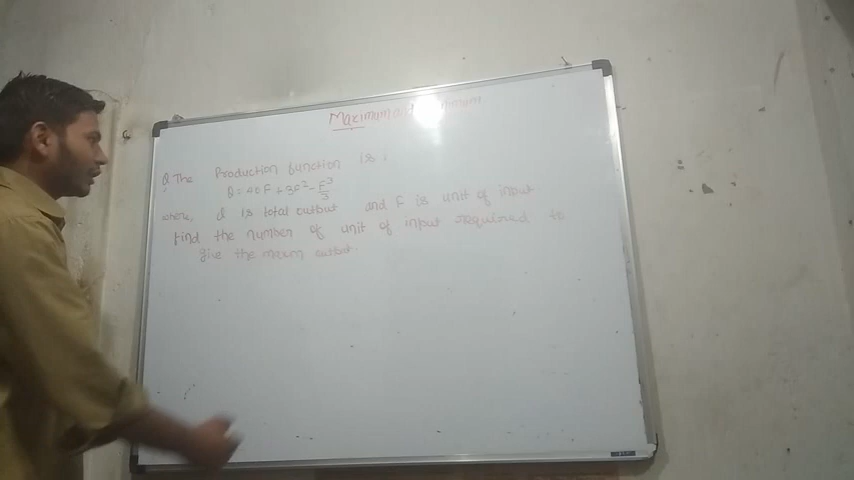 Maximum
Q. The Production function is :
Q = 40F + 3F² - F³/3
where, Q is total output and F is unit of input
Find the number of unit of input required to
give the maxm output.